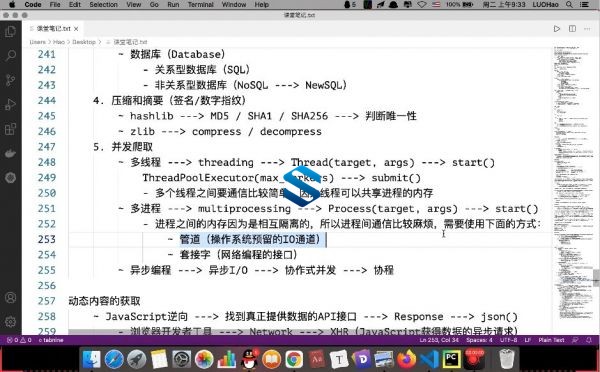 Code File Edit Selection View Go Run Terminal Window Help 100% 周二上午9:33 LUOHao
课堂笔记.txt
课堂笔记.txt
Users > Hao > Desktop > 课堂笔记.txt
241 ~ 数据库（Database）
242 - 关系型数据库（SQL）
243 - 非关系型数据库（NoSQL ---> NewSQL）
244 4. 压缩和摘要（签名/数字指纹）
245 ~ hashlib ---> MD5 / SHA1 / SHA256 ---> 判断唯一性
246 ~ zlib ---> compress / decompress
247 5. 并发爬取
248 ~ 多线程 ---> threading ---> Thread(target, args) ---> start()
249 ThreadPoolExecutor(max_workers) ---> submit()
250 - 多个线程之间要通信比较简单，因为线程可以共享进程的内存
251 ~ 多进程 ---> multiprocessing ---> Process(target, args) ---> start()
252 - 进程之间的内存因为是相互隔离的，所以进程间通信比较麻烦，需要使用下面的方式：
253 ~ 管道（操作系统预留的IO通道）
254 ~ 套接字（网络编程的接口）
255 ~ 异步编程 ---> 异步I/O ---> 协作式并发 ---> 协程
256
257 动态内容的获取
258 ~ JavaScript逆向 ---> 找到真正提供数据的API接口 ---> Response ---> json()
259 - 浏览器开发者工具 ---> Network ---> XHR（JavaScript获得数据的异步请求）
0 0 tabnine Ln 253, Col 34 Spaces: 4 UTF-8 LF Plain Text